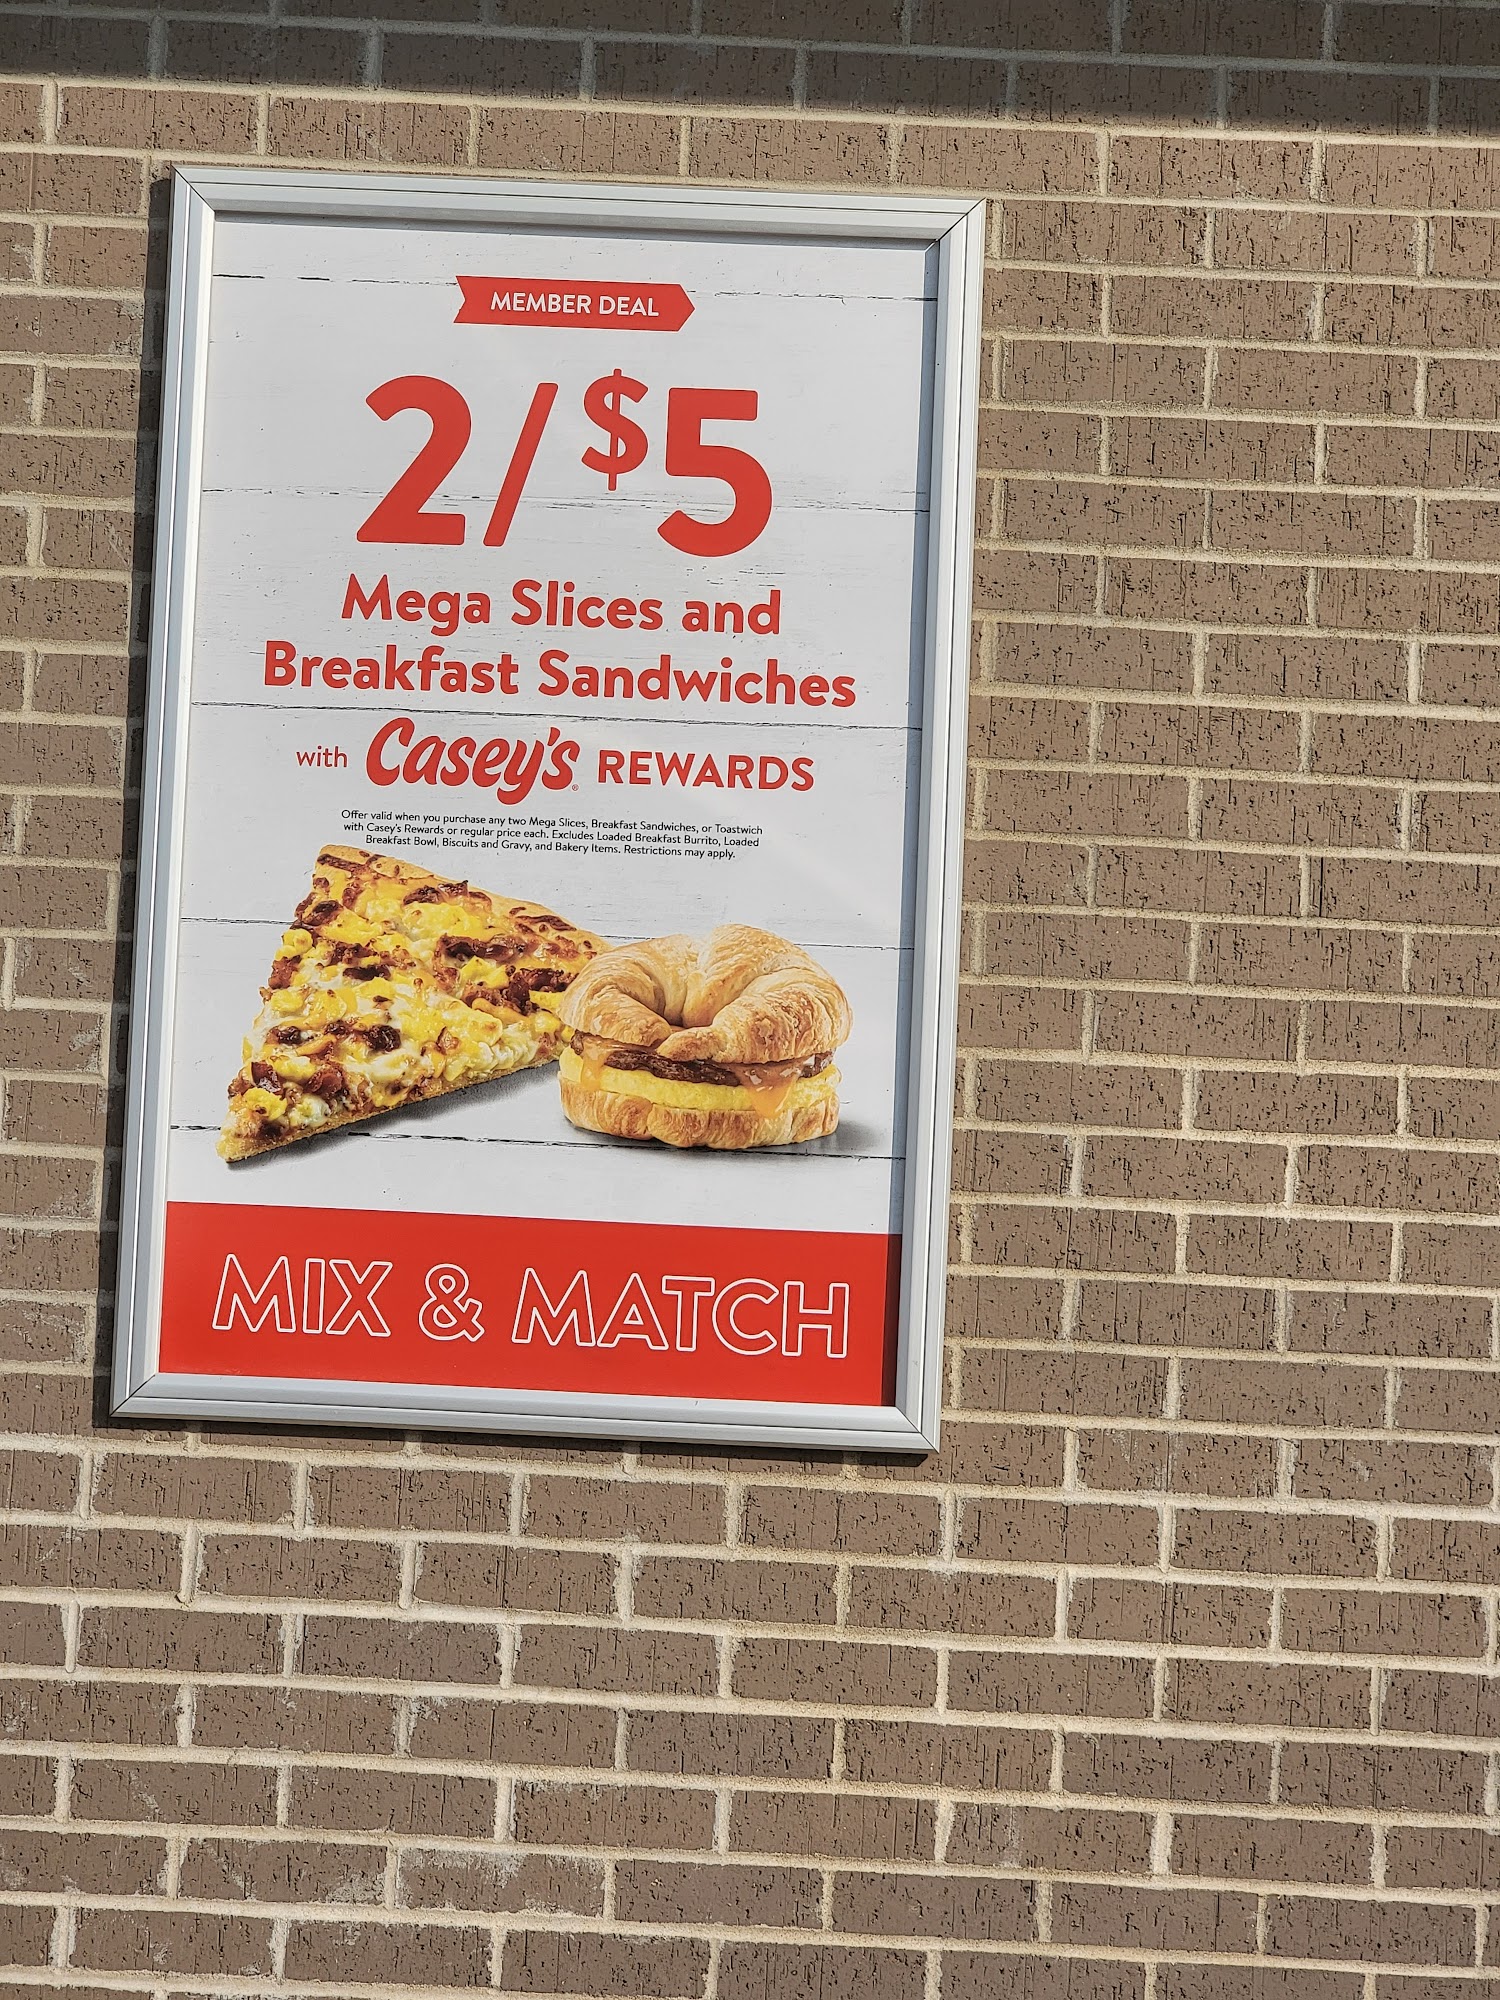 MEMBER DEAL
2/$5
Mega Slices and
Breakfast Sandwiches
with Casey's® REWARDS
Offer valid when you purchase any two Mega Slices, Breakfast Sandwiches, or Toastwich
with Casey's Rewards or regular price each. Excludes Loaded Breakfast Burrito, Loaded
Breakfast Bowl, Biscuits and Gravy, and Bakery Items. Restrictions may apply.
MIX & MATCH